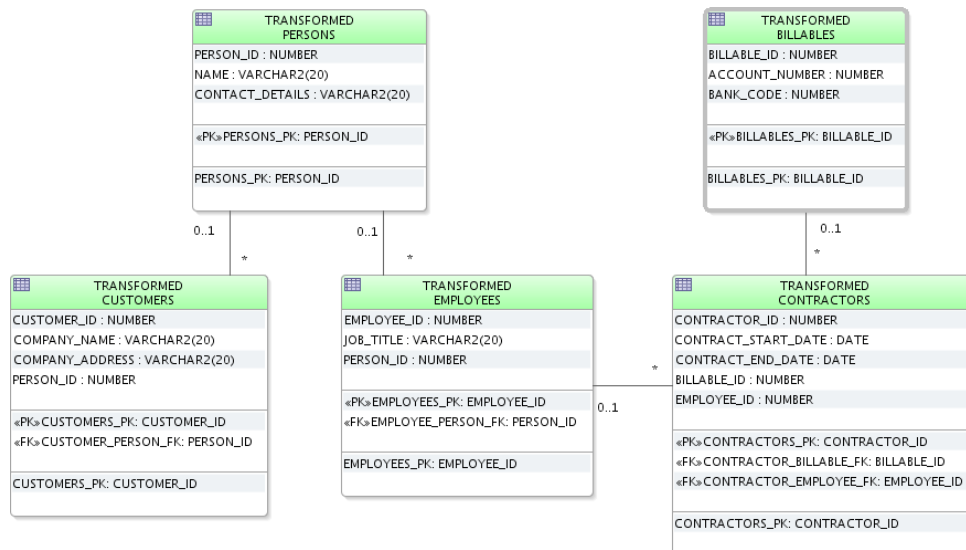 TRANSFORMED
PERSONS
PERSON_ID : NUMBER
NAME : VARCHAR2(20)
CONTACT_DETAILS : VARCHAR2(20)
«PK»PERSONS_PK: PERSON_ID
PERSONS_PK: PERSON_ID
TRANSFORMED
BILLABLES
BILLABLE_ID : NUMBER
ACCOUNT_NUMBER : NUMBER
BANK_CODE : NUMBER
«PK»BILLABLES_PK: BILLABLE_ID
BILLABLES_PK: BILLABLE_ID
0..1
0..1
0..1
*
*
*
TRANSFORMED
CUSTOMERS
CUSTOMER_ID : NUMBER
COMPANY_NAME : VARCHAR2(20)
COMPANY_ADDRESS : VARCHAR2(20)
PERSON_ID : NUMBER
«PK»CUSTOMERS_PK: CUSTOMER_ID
«FK»CUSTOMER_PERSON_FK: PERSON_ID
CUSTOMERS_PK: CUSTOMER_ID
TRANSFORMED
EMPLOYEES
EMPLOYEE_ID : NUMBER
JOB_TITLE : VARCHAR2(20)
PERSON_ID : NUMBER
«PK»EMPLOYEES_PK: EMPLOYEE_ID
«FK»EMPLOYEE_PERSON_FK: PERSON_ID
EMPLOYEES_PK: EMPLOYEE_ID
*
0..1
TRANSFORMED
CONTRACTORS
CONTRACTOR_ID : NUMBER
CONTRACT_START_DATE : DATE
CONTRACT_END_DATE : DATE
BILLABLE_ID : NUMBER
EMPLOYEE_ID : NUMBER
«PK»CONTRACTORS_PK: CONTRACTOR_ID
«FK»CONTRACTOR_BILLABLE_FK: BILLABLE_ID
«FK»CONTRACTOR_EMPLOYEE_FK: EMPLOYEE_ID
CONTRACTORS_PK: CONTRACTOR_ID